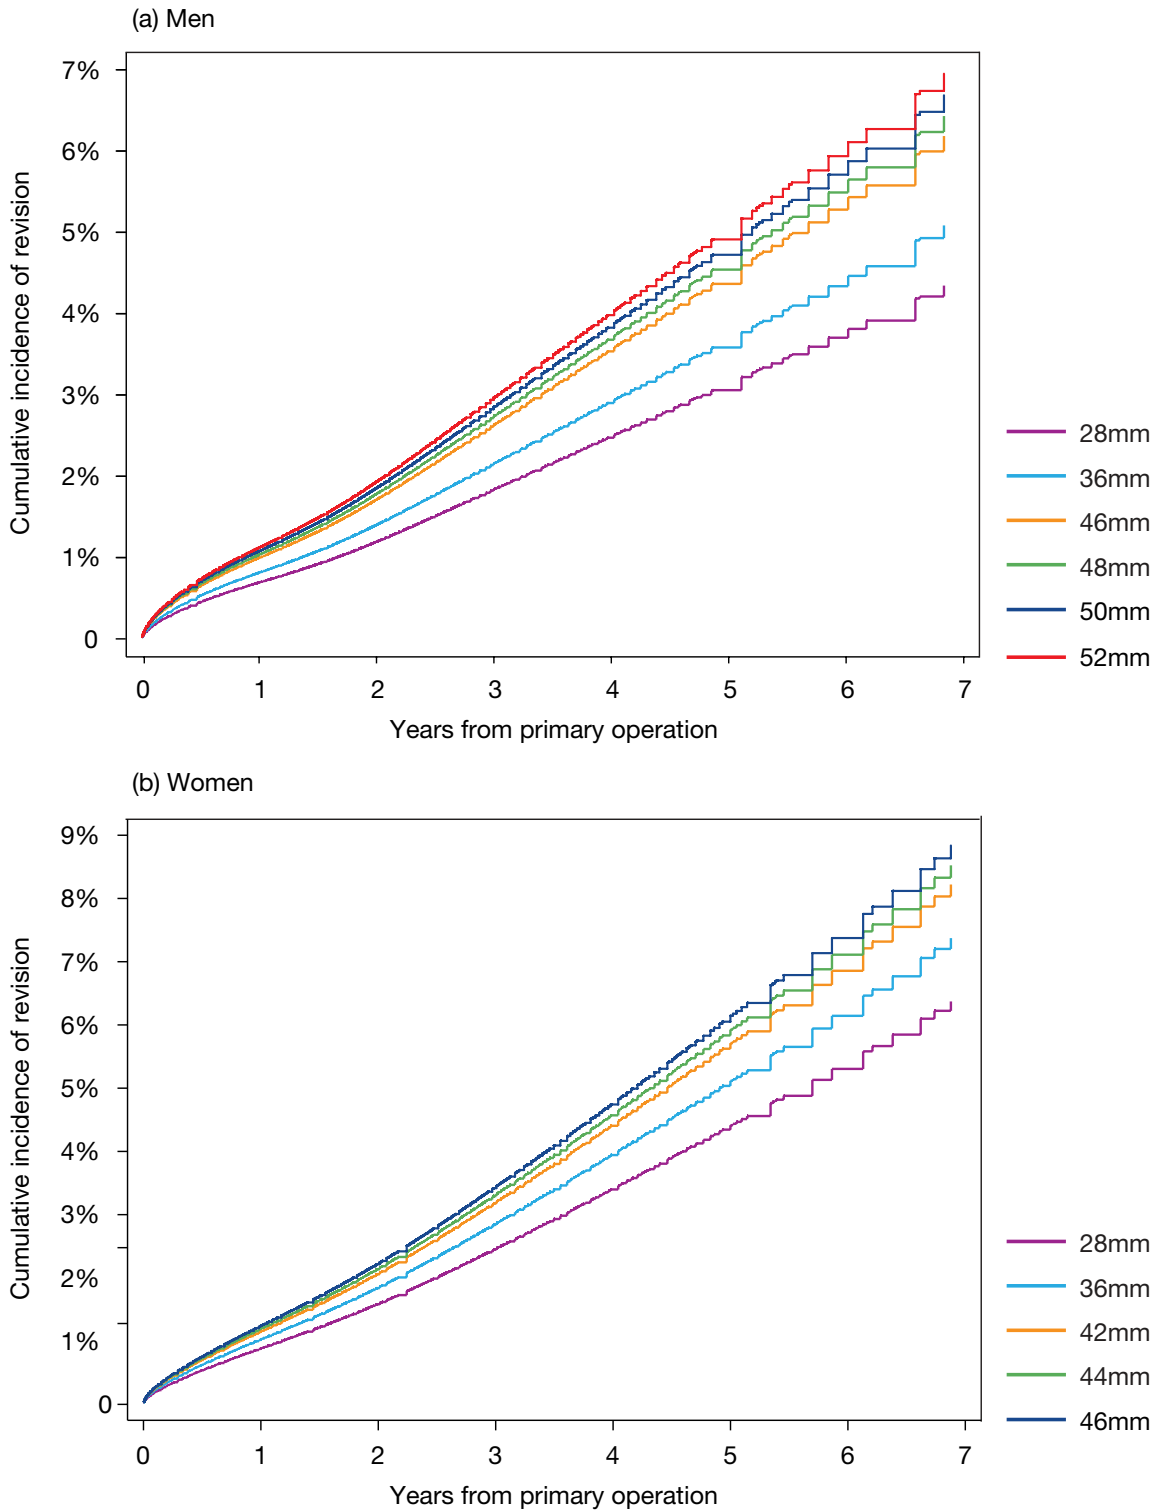 (a) Men
7%
6%
5%
4%
3%
2%
1%
0
Cumulative incidence of revision
0 1 2 3 4 5 6 7
Years from primary operation
28mm
36mm
46mm
48mm
50mm
52mm
(b) Women
9%
8%
7%
6%
5%
4%
3%
2%
1%
0
Cumulative incidence of revision
0 1 2 3 4 5 6 7
Years from primary operation
28mm
36mm
42mm
44mm
46mm